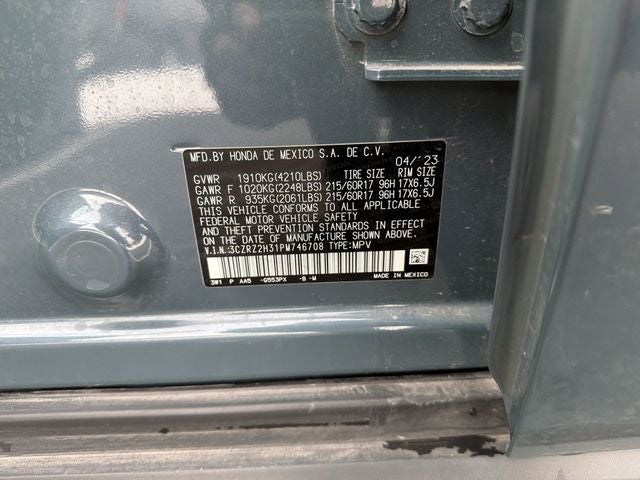 MFD.BY HONDA DE MEXICO S.A. DE C.V. 04/'23
GVWR 1910KG(4210LBS) TIRE SIZE RIM SIZE
GAWR F 1020KG(2248LBS) 215/60R17 96H 17X6.5J
GAWR R 935KG(2061LBS) 215/60R17 96H 17X6.5J
THIS VEHICLE CONFORMS TO ALL APPLICABLE
FEDERAL MOTOR VEHICLE SAFETY
AND THEFT PREVENTION STANDARDS IN EFFECT ON THE
DATE OF MANUFACTURE SHOWN ABOVE.
V.I.N.:3CZRZ2H31PM746708 TYPE:MPV
3W1 P AA5 -G553PX -B -M MADE IN MEXICO